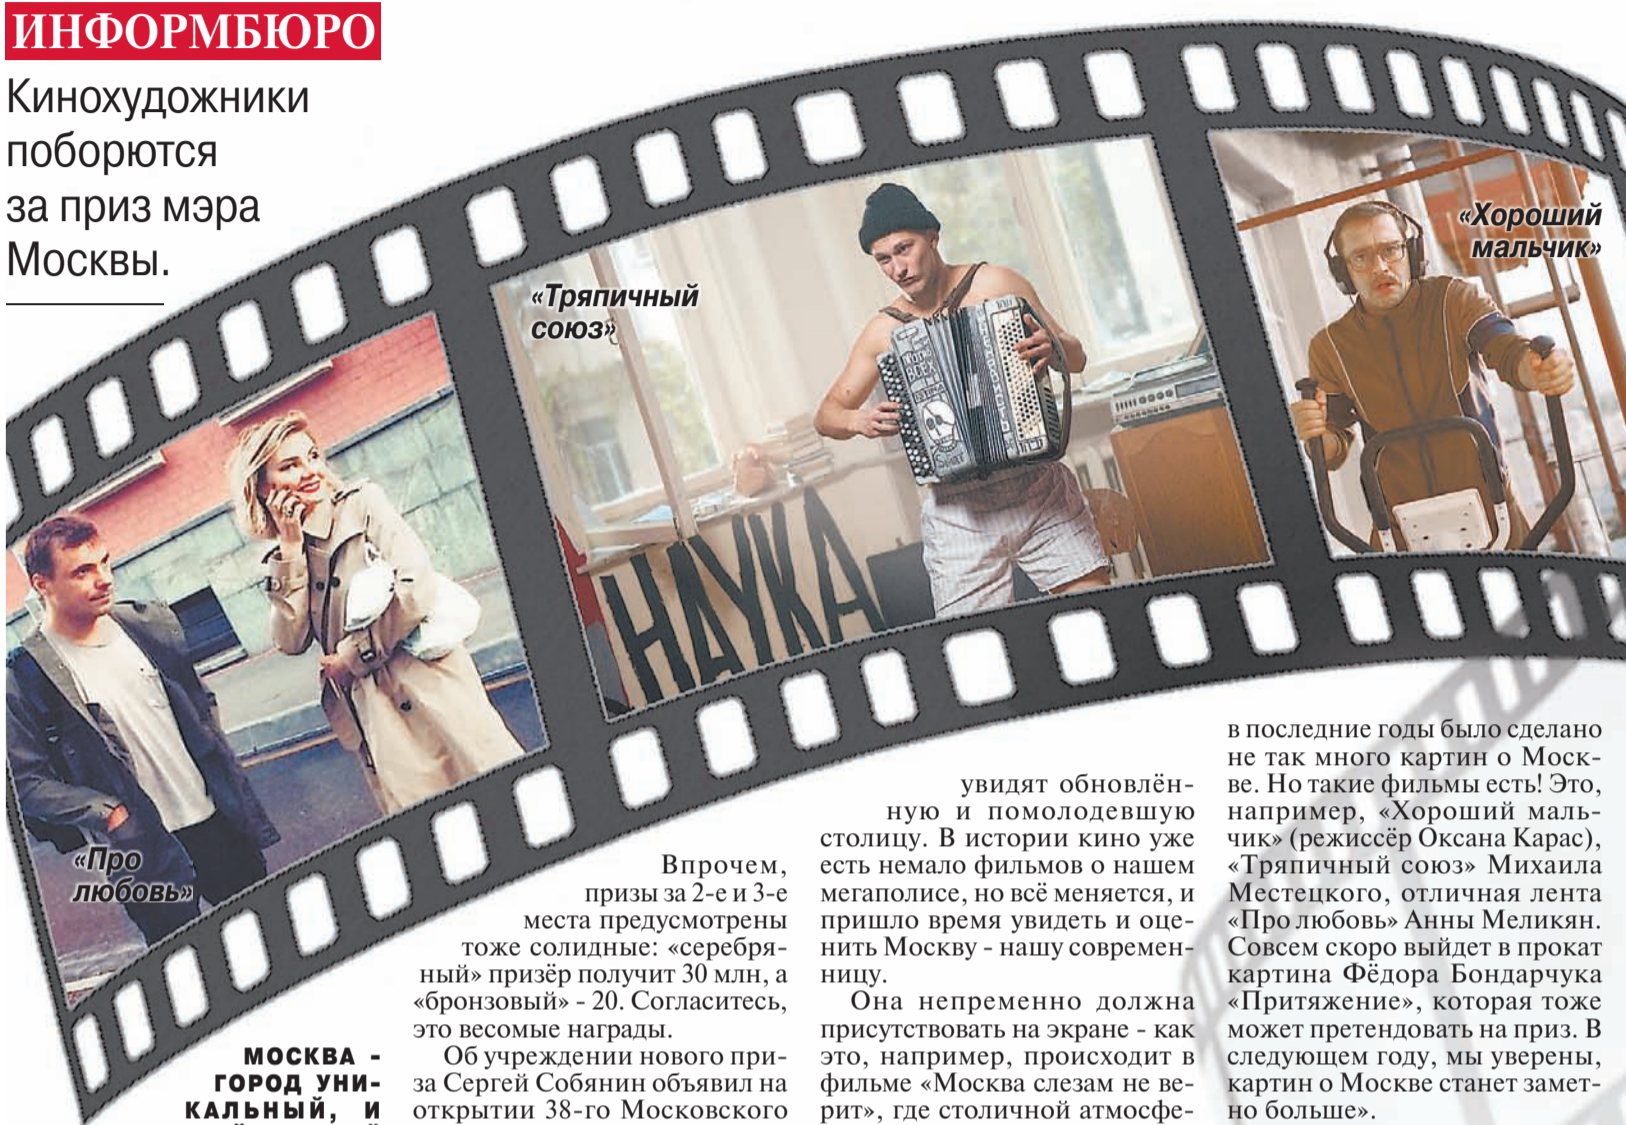 ИНФОРМБЮРО
Кинохудожники
поборются
за приз мэра
Москвы.
«Про
любовь»
«Тряпичный
союз»
НАУКА
«Хороший
мальчик»
МОСКВА -
ГОРОД УНИ-
КАЛЬНЫЙ, И
Впрочем,
призы за 2-е и 3-е
места предусмотрены
тоже солидные: «серебря-
ный» призёр получит 30 млн, а
«бронзовый» - 20. Согласитесь,
это весомые награды.
Об учреждении нового при-
за Сергей Собянин объявил на
открытии 38-го Московского
увидят обновлён-
ную и помолодевшую
столицу. В истории кино уже
есть немало фильмов о нашем
мегаполисе, но всё меняется, и
пришло время увидеть и оце-
нить Москву - нашу современ-
ницу.
Она непременно должна
присутствовать на экране - как
это, например, происходит в
фильме «Москва слезам не ве-
рит», где столичной атмосфе-
в последние годы было сделано
не так много картин о Моск-
ве. Но такие фильмы есть! Это,
например, «Хороший маль-
чик» (режиссёр Оксана Карас),
«Тряпичный союз» Михаила
Местецкого, отличная лента
«Про любовь» Анны Меликян.
Совсем скоро выйдет в прокат
картина Фёдора Бондарчука
«Притяжение», которая тоже
может претендовать на приз. В
следующем году, мы уверены,
картин о Москве станет замет-
но больше».